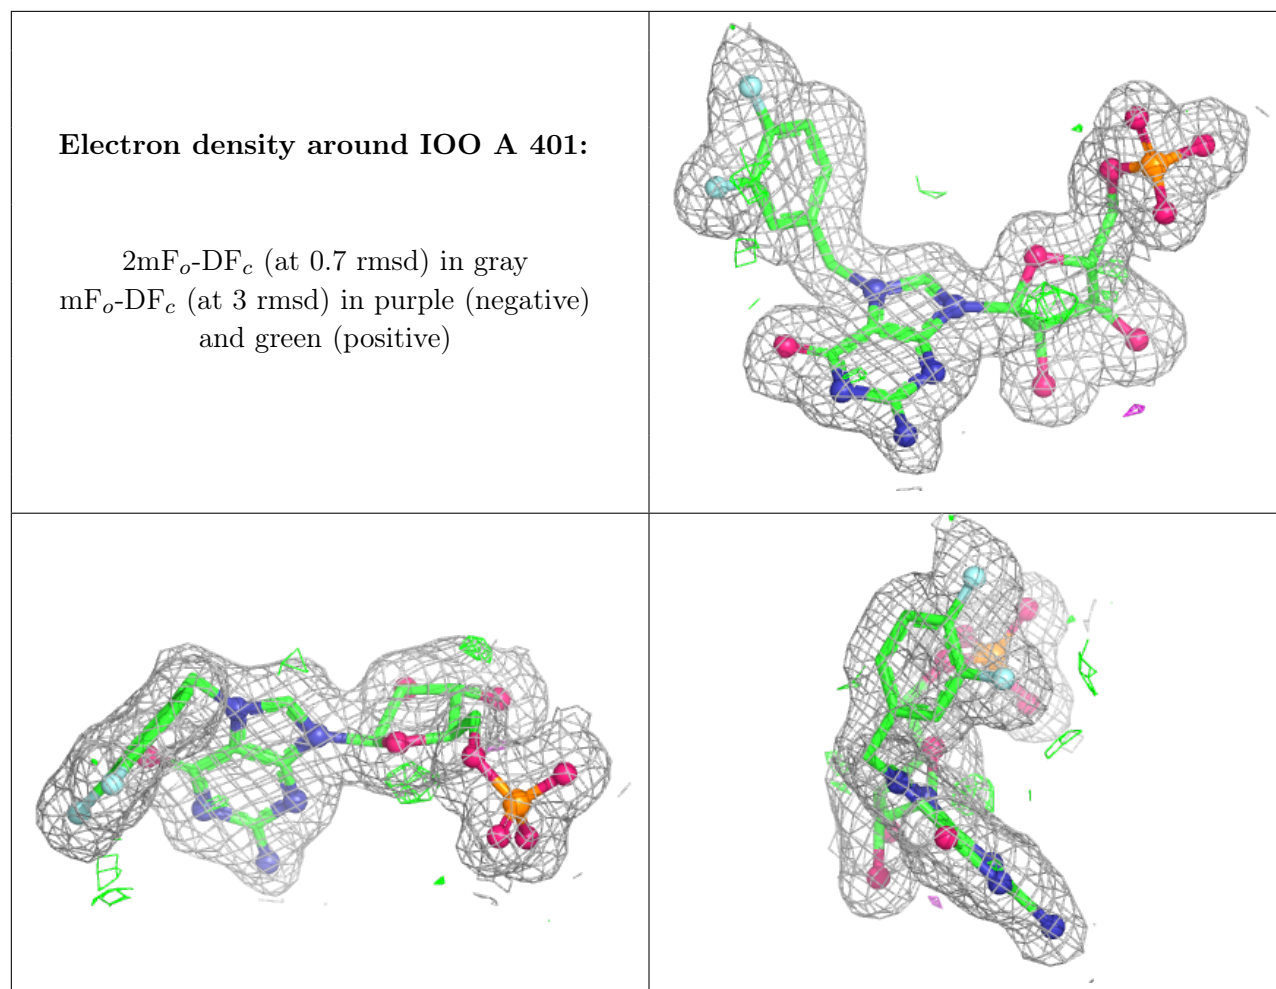 Electron density around IOO A 401:
2mFo-DFc (at 0.7 rmsd) in gray
mFo-DFc (at 3 rmsd) in purple (negative)
and green (positive)